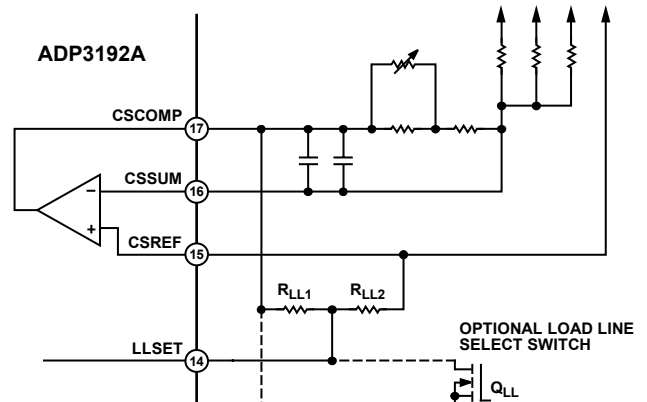 ADP3192A
CSCOMP
17
CSSUM
16
CSREF
15
RLL1
RLL2
OPTIONAL LOAD LINE
SELECT SWITCH
LLSET
14
QLL